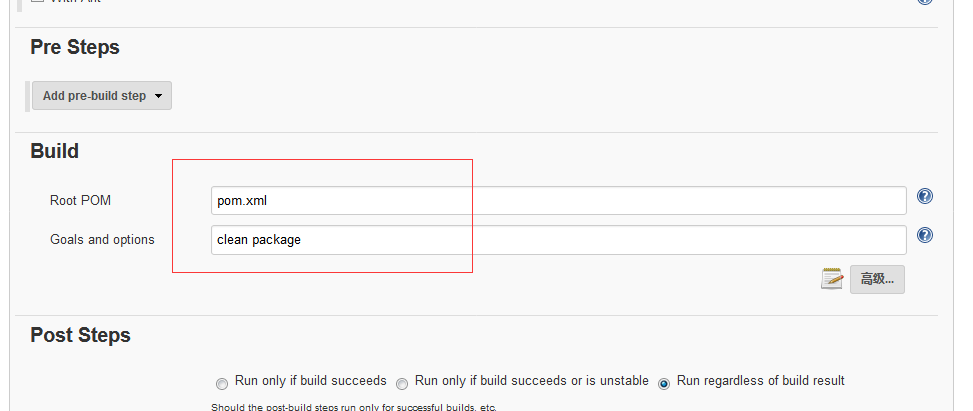 With Ant
Pre Steps
Add pre-build step
Build
Root POM
pom.xml
Goals and options
clean package
高级...
Post Steps
Run only if build succeeds Run only if build succeeds or is unstable Run regardless of build result
Should the post-build steps run only for successful builds, etc.